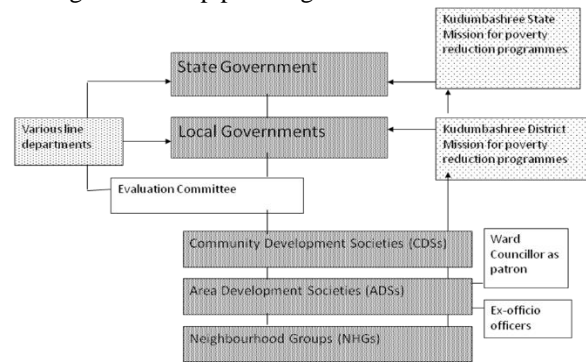 Kudumbashree State
Mission for poverty
reduction programmes
State Government
Various line
departments
Local Governments
Kudumbashree District
Mission for poverty
reduction programmes
Evaluation Committee
Community Development Societies (CDSs)
Ward
Councillor as
patron
Area Development Societies (ADSs)
Ex-officio
officers
Neighbourhood Groups (NHGs)